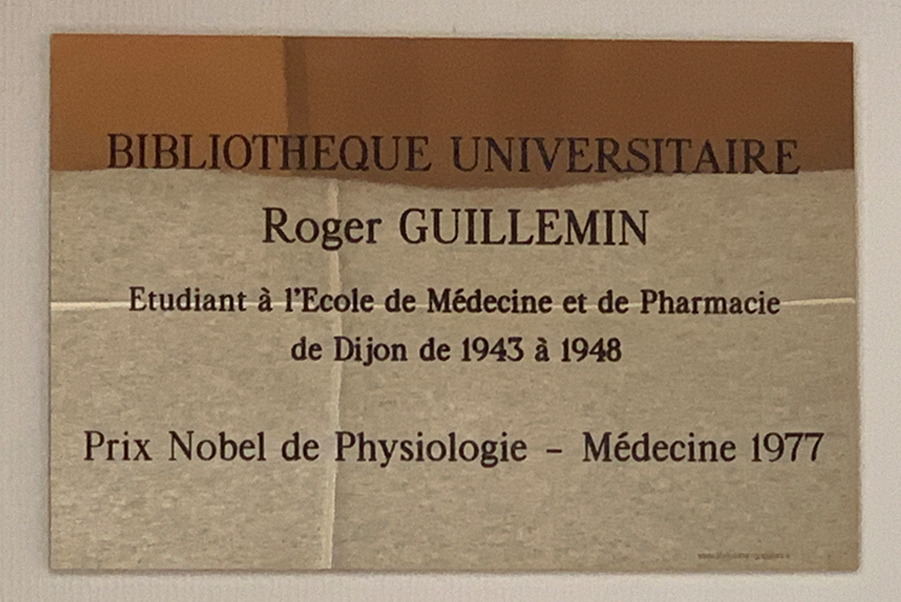 BIBLIOTHEQUE UNIVERSITAIRE
Roger GUILLEMIN
Etudiant à l'Ecole de Médecine et de Pharmacie
de Dijon de 1943 à 1948
Prix Nobel de Physiologie – Médecine 1977